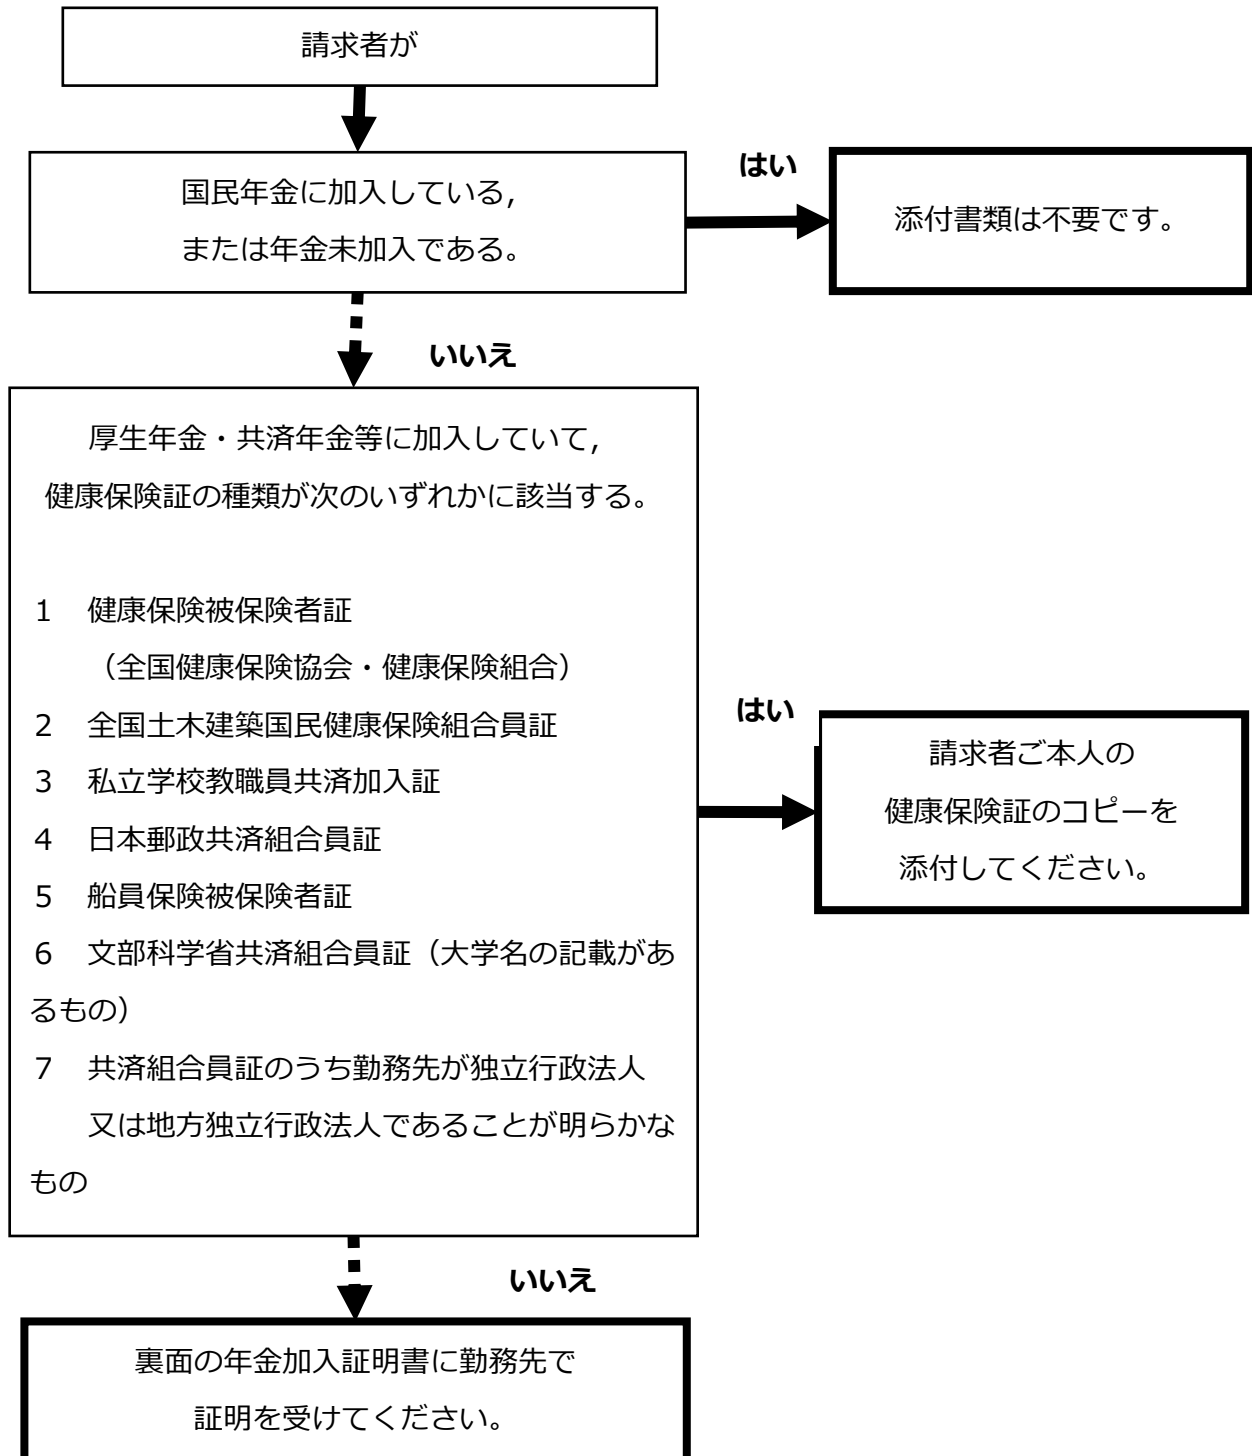 請求者が
国民年金に加入している,
または年金未加入である。
はい
添付書類は不要です。
いいえ
厚生年金・共済年金等に加入していて,
健康保険証の種類が次のいずれかに該当する。
1 健康保険被保険者証
（全国健康保険協会・健康保険組合）
2 全国土木建築国民健康保険組合員証
3 私立学校教職員共済加入証
4 日本郵政共済組合員証
5 船員保険被保険者証
6 文部科学省共済組合員証（大学名の記載があ
るもの）
7 共済組合員証のうち勤務先が独立行政法人
又は地方独立行政法人であることが明らかな
もの
はい
請求者ご本人の
健康保険証のコピーを
添付してください。
いいえ
裏面の年金加入証明書に勤務先で
証明を受けてください。